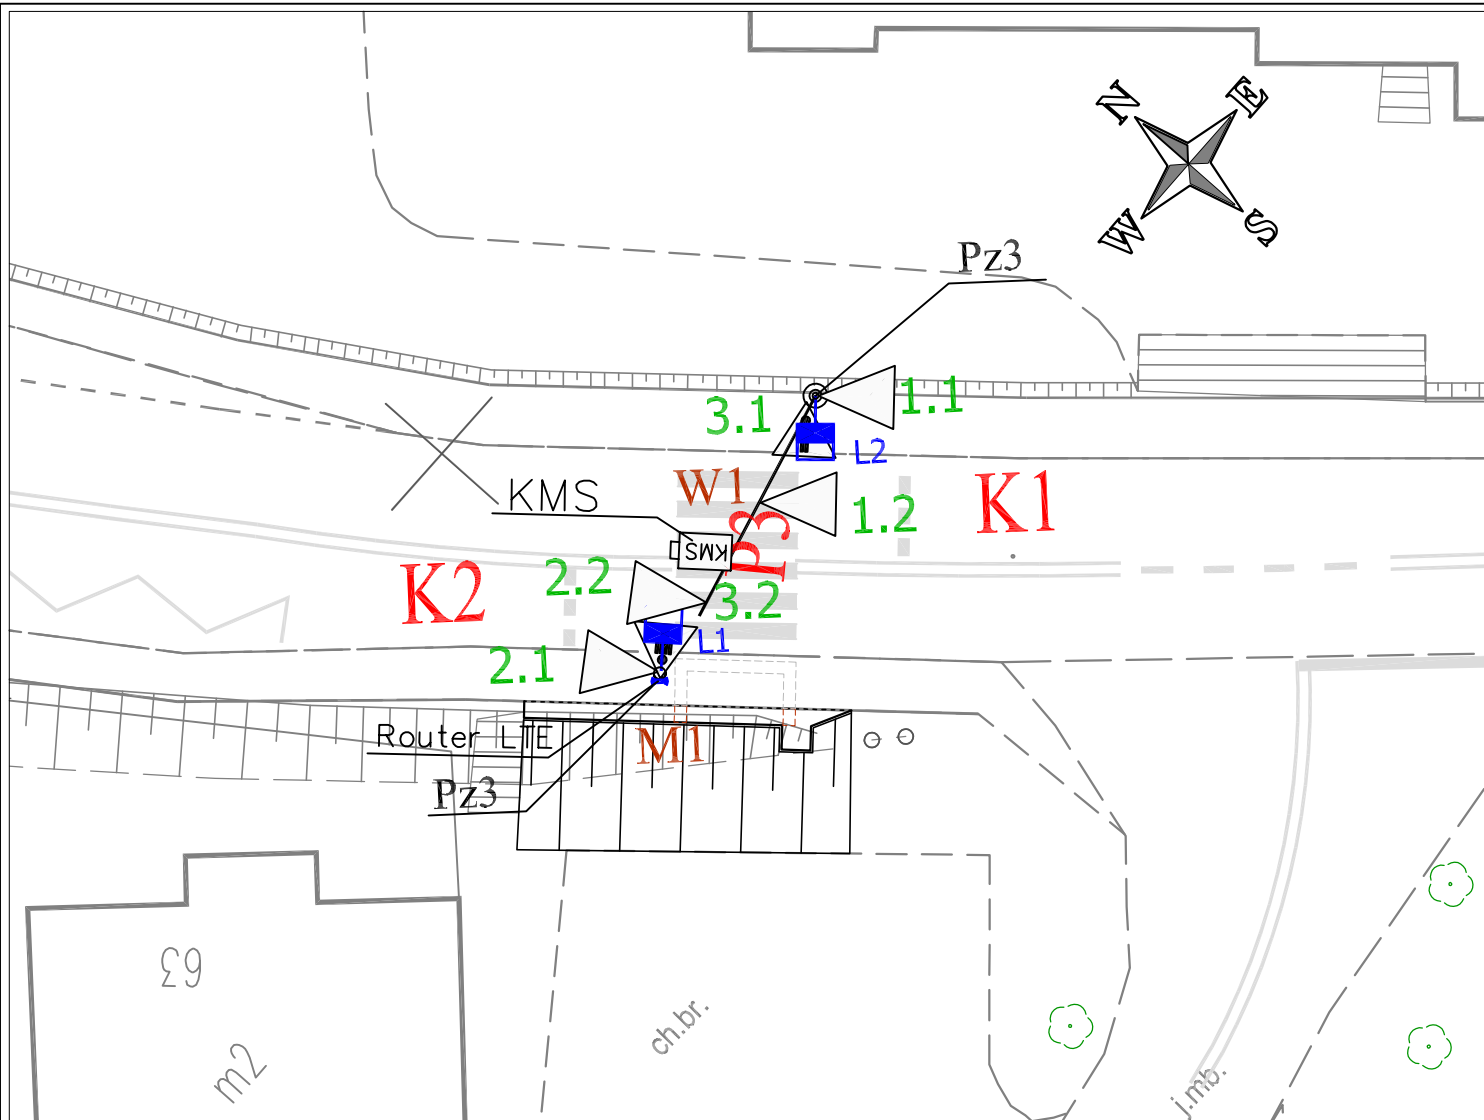 N
E
W
S
Pz3
1.1
3.1
L2
W1
K1
KMS
1.2
P3
KMS
2.2
K2
3.2
L1
2.1
Router LTE
M1
Pz3
63
ch.br.
m2
j.mb.